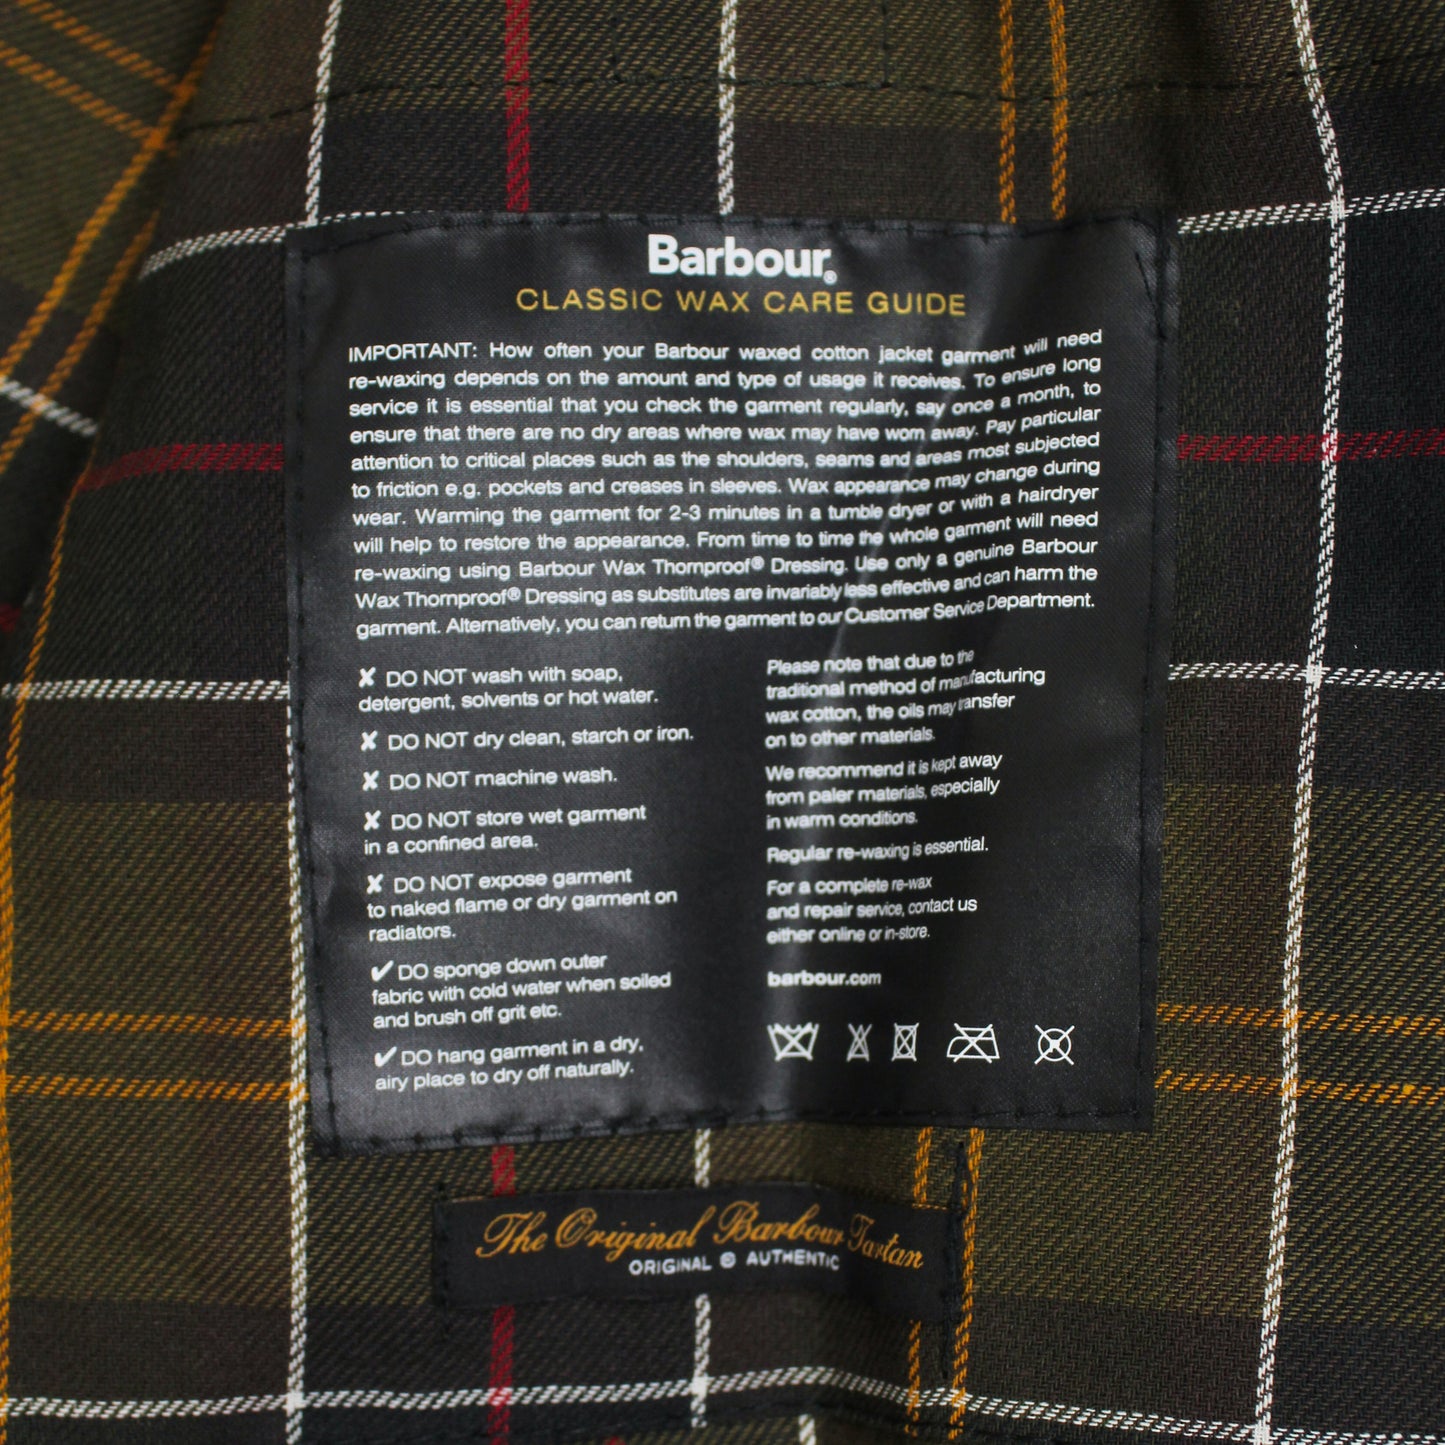 Barbour®
CLASSIC WAX CARE GUIDE
IMPORTANT: How often your Barbour waxed cotton jacket garment will need
re-waxing depends on the amount and type of usage it receives. To ensure long
service it is essential that you check the garment regularly, say once a month, to
ensure that there are no dry areas where wax may have worn away. Pay particular
attention to critical places such as the shoulders, seams and areas most subjected
to friction e.g. pockets and creases in sleeves. Wax appearance may change during
wear. Warming the garment for 2-3 minutes in a tumble dryer or with a hairdryer
will help to restore the appearance. From time to time the whole garment will need
re-waxing using Barbour Wax Thornproof® Dressing. Use only a genuine Barbour
Wax Thornproof® Dressing as substitutes are invariably less effective and can harm the
garment. Alternatively, you can return the garment to our Customer Service Department.
✘ DO NOT wash with soap,
detergent, solvents or hot water.
✘ DO NOT dry clean, starch or iron.
✘ DO NOT machine wash.
✘ DO NOT store wet garment
in a confined area.
✘ DO NOT expose garment
to naked flame or dry garment on
radiators.
✔ DO sponge down outer
fabric with cold water when soiled
and brush off grit etc.
✔ DO hang garment in a dry,
airy place to dry off naturally.
Please note that due to the
traditional method of manufacturing
wax cotton, the oils may transfer
on to other materials.
We recommend it is kept away
from paler materials, especially
in warm conditions.
Regular re-waxing is essential.
For a complete re-wax
and repair service, contact us
either online or in-store.
barbour.com
The Original Barbour Tartan
ORIGINAL & AUTHENTIC